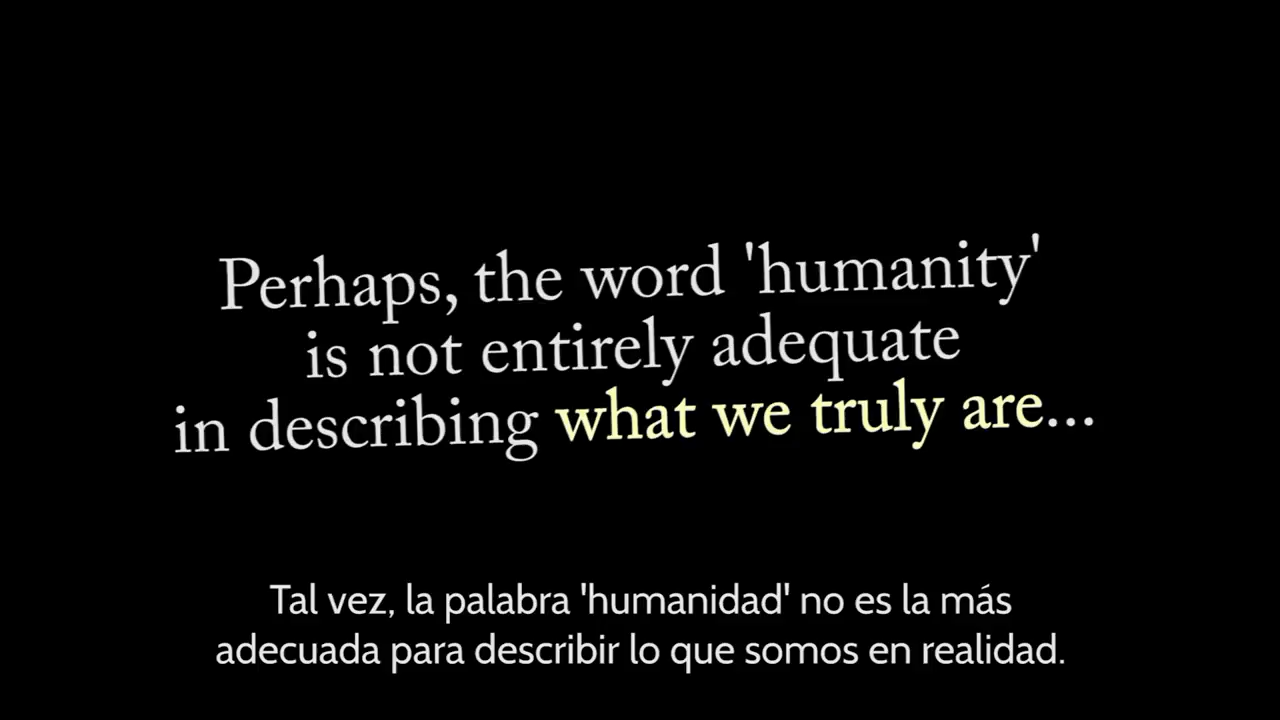 Perhaps, the word 'humanity'
is not entirely adequate
in describing what we truly are...
Tal vez, la palabra 'humanidad' no es la más
adecuada para describir lo que somos en realidad.